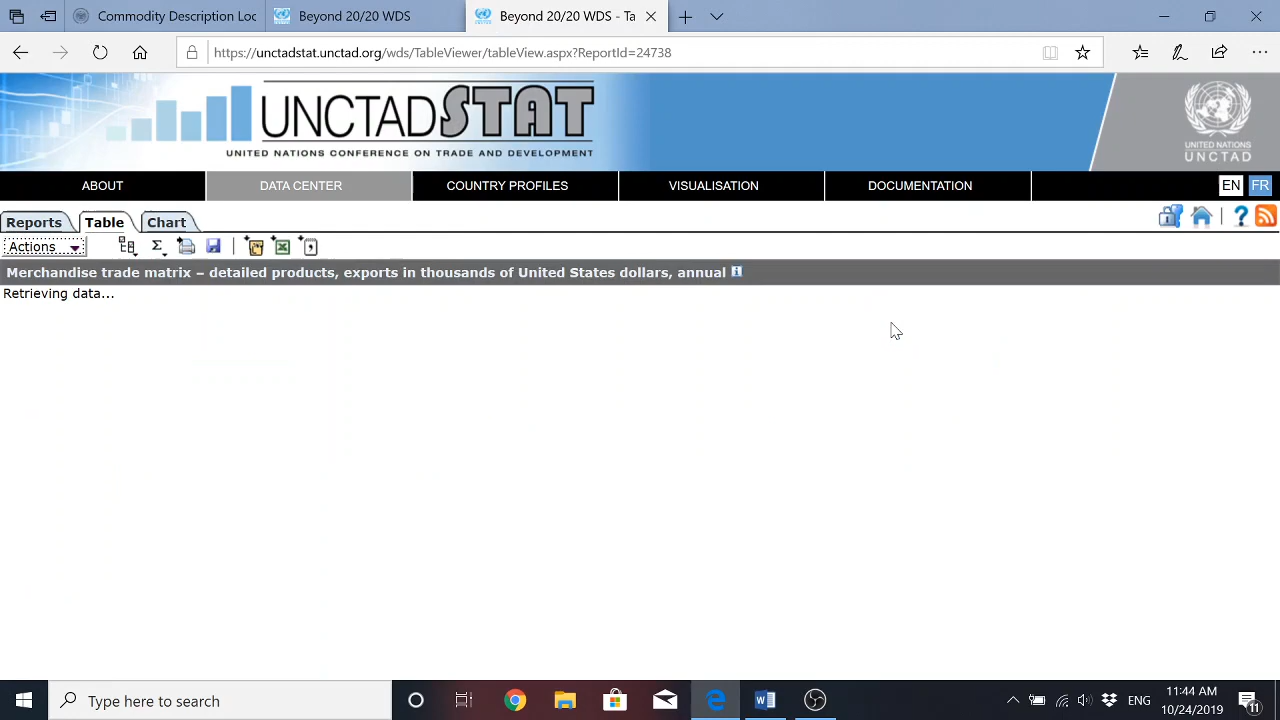 Commodity Description Loc
Beyond 20/20 WDS
Beyond 20/20 WDS - Ta
https://unctadstat.unctad.org/wds/TableViewer/tableView.aspx?ReportId=24738
UNCTADSTAT
UNITED NATIONS CONFERENCE ON TRADE AND DEVELOPMENT
UNITED NATIONS
UNCTAD
ABOUT
DATA CENTER
COUNTRY PROFILES
VISUALISATION
DOCUMENTATION
EN
FR
Reports
Table
Chart
Actions
Merchandise trade matrix – detailed products, exports in thousands of United States dollars, annual
Retrieving data...
Type here to search
ENG
11:44 AM
10/24/2019
11